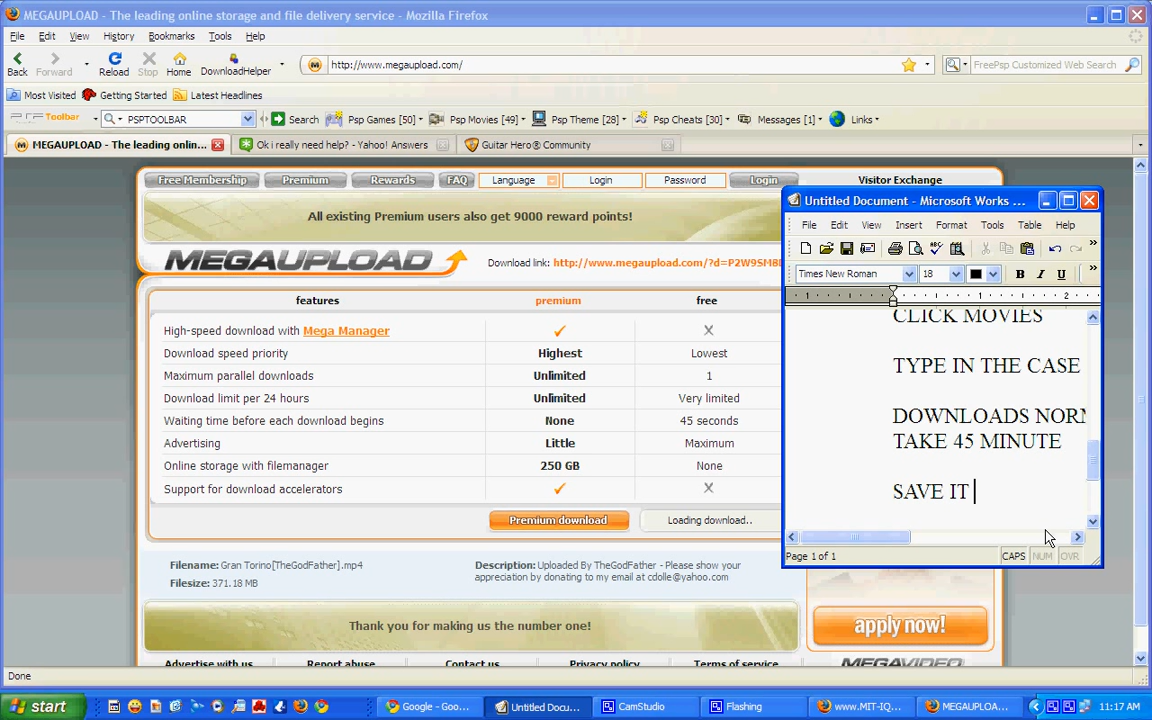 MEGAUPLOAD - The leading online storage and file delivery service - Mozilla Firefox
File Edit View History Bookmarks Tools Help
Back Forward Reload Stop Home DownloadHelper http://www.megaupload.com/ FreePsp Customized Web Search
Most Visited Getting Started Latest Headlines
Toolbar PSPTOOLBAR Search Psp Games [50] Psp Movies [49] Psp Theme [28] Psp Cheats [30] Messages [1] Links
MEGAUPLOAD - The leading onlin... Ok i really need help? - Yahoo! Answers Guitar Hero® Community
Free Membership Premium Rewards FAQ Language Login Password Login Visitor Exchange
All existing Premium users also get 9000 reward points!
MEGAUPLOAD Download link: http://www.megaupload.com/?d=P2W9SM8
features premium free
High-speed download with Mega Manager X
Download speed priority Highest Lowest
Maximum parallel downloads Unlimited 1
Download limit per 24 hours Unlimited Very limited
Waiting time before each download begins None 45 seconds
Advertising Little Maximum
Online storage with filemanager 250 GB None
Support for download accelerators X
Premium download Loading download..
Filename: Gran Torino[TheGodFather].mp4
Filesize: 371.18 MB
Description: Uploaded By TheGodFather - Please show your
appreciation by donating to my email at cdolle@yahoo.com
Thank you for making us the number one!
apply now!
Advertise with us Report abuse Contact us Privacy policy Terms of service MEGAVIDEO
Untitled Document - Microsoft Works ...
File Edit View Insert Format Tools Table Help
Times New Roman 18 B I U
1 1 2
CLICK MOVIES
TYPE IN THE CASE
DOWNLOADS NORM
TAKE 45 MINUTE
SAVE IT
Page 1 of 1 CAPS NUM OVR
Done
start Google - Goo... Untitled Docu... CamStudio Flashing www.MIT-IQ... MEGAUPLOA... 11:17 AM